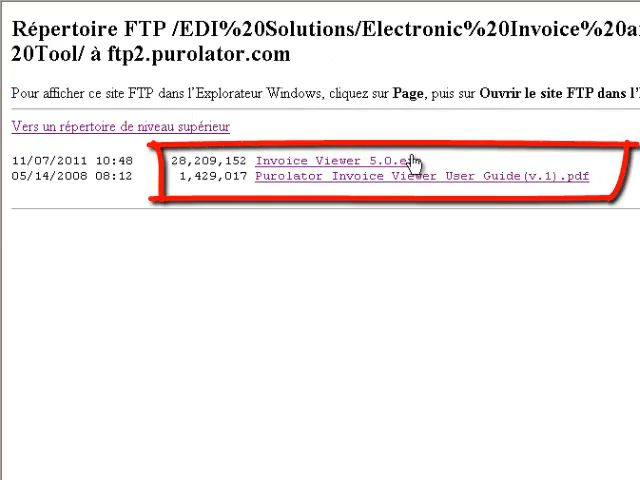 Répertoire FTP /EDI%20Solutions/Electronic%20Invoice%20a
20Tool/ à ftp2.purolator.com
Pour afficher ce site FTP dans l'Explorateur Windows, cliquez sur Page, puis sur Ouvrir le site FTP dans l'
Vers un répertoire de niveau supérieur
11/07/2011 10:48 28,209,152 Invoice Viewer 5.0.e
05/14/2008 08:12 1,429,017 Purolator Invoice Viewer User Guide(v.1).pdf